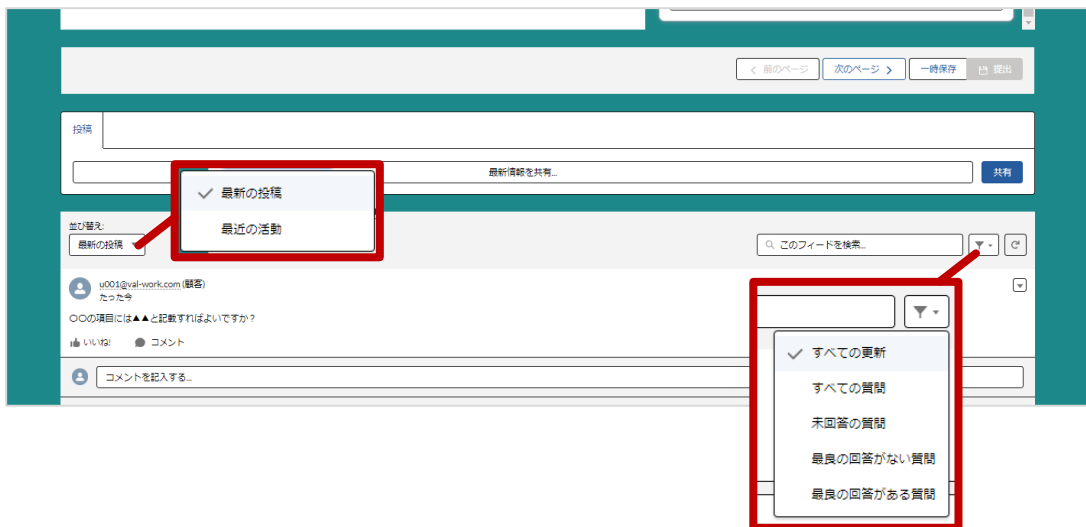 前のページ
次のページ
一時保存
提出
投稿
最新情報を共有...
共有
最新の投稿
最近の活動
並び替え:
最新の投稿
このフィードを検索...
u001@val-work.com (顧客)
たった今
〇〇の項目には▲▲と記載すればよいですか？
いいね! コメント
コメントを記入する...
すべての更新
すべての質問
未回答の質問
最良の回答がない質問
最良の回答がある質問